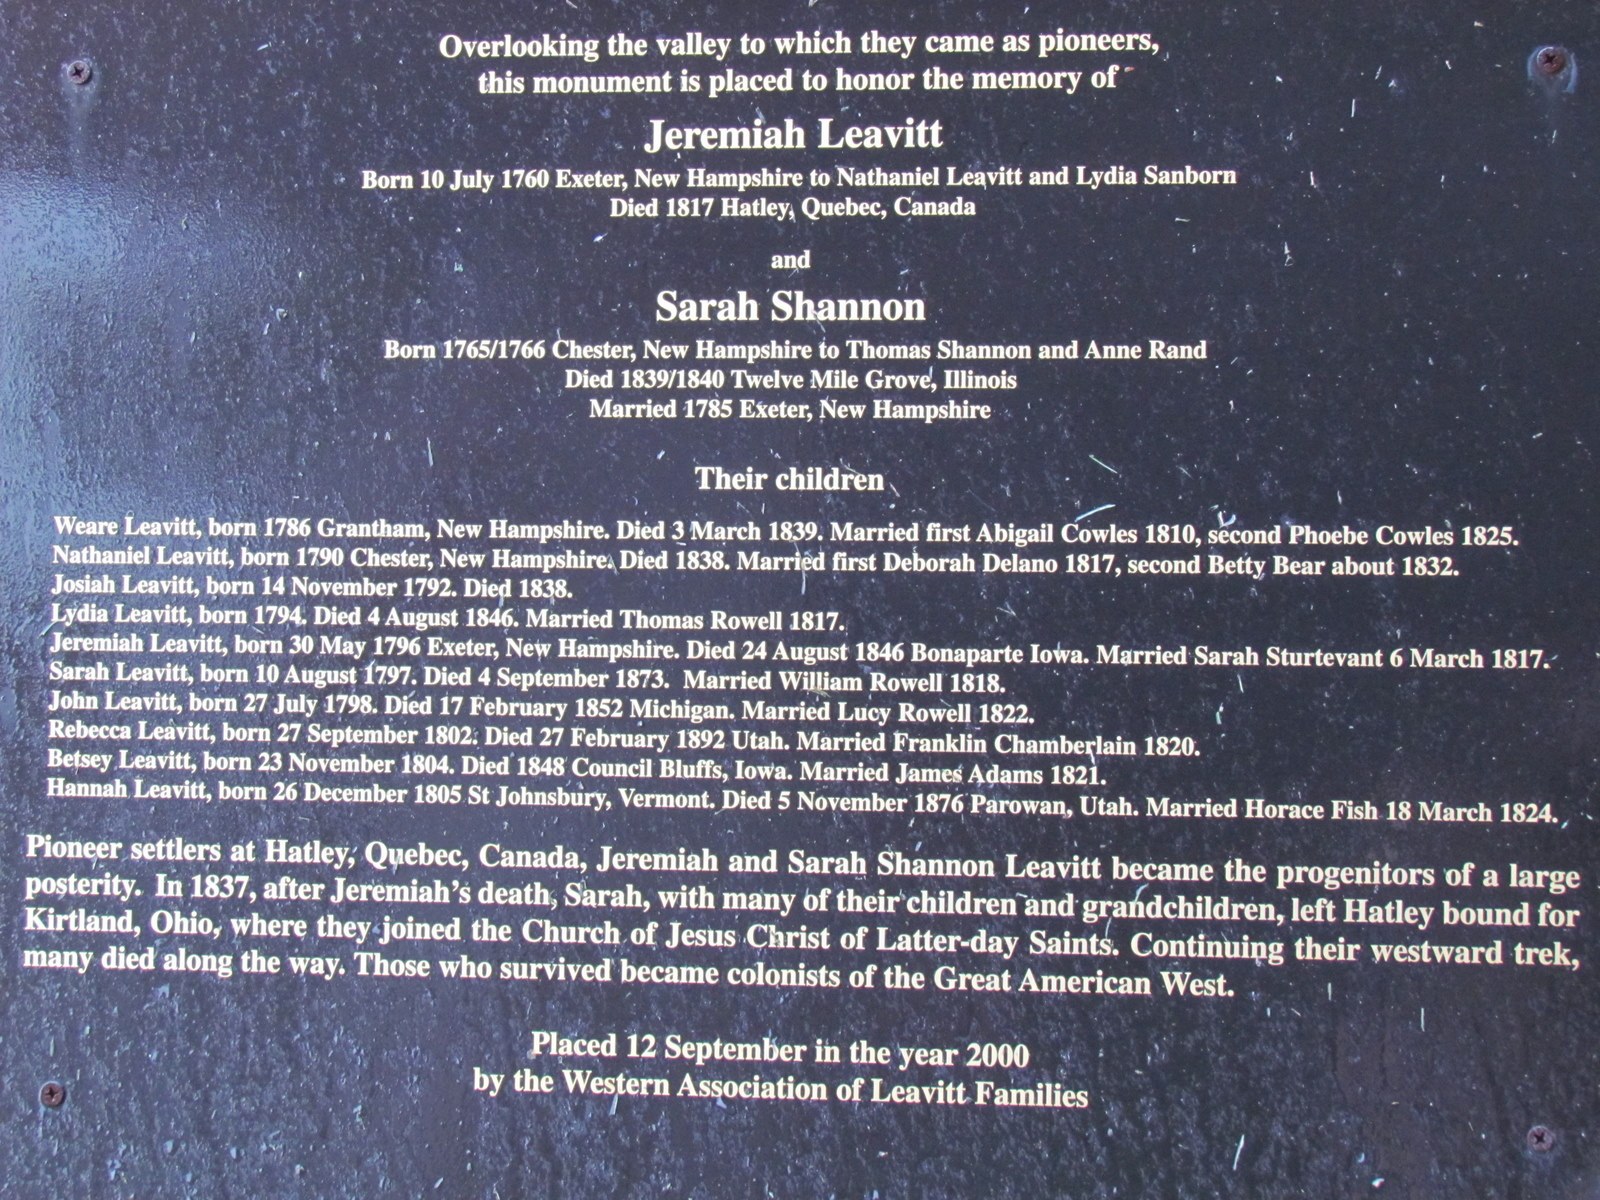 Overlooking the valley to which they came as pioneers,
this monument is placed to honor the memory of
Jeremiah Leavitt
Born 10 July 1760 Exeter, New Hampshire to Nathaniel Leavitt and Lydia Sanborn
Died 1817 Hatley, Quebec, Canada
and
Sarah Shannon
Born 1765/1766 Chester, New Hampshire to Thomas Shannon and Anne Rand
Died 1839/1840 Twelve Mile Grove, Illinois
Married 1785 Exeter, New Hampshire
Their children
Weare Leavitt, born 1786 Grantham, New Hampshire. Died 3 March 1839. Married first Abigail Cowles 1810, second Phoebe Cowles 1825.
Nathaniel Leavitt, born 1790 Chester, New Hampshire. Died 1838. Married first Deborah Delano 1817, second Betty Bear about 1832.
Josiah Leavitt, born 14 November 1792. Died 1838.
Lydia Leavitt, born 1794. Died 4 August 1846. Married Thomas Rowell 1817.
Jeremiah Leavitt, born 30 May 1796 Exeter, New Hampshire. Died 24 August 1846 Bonaparte Iowa. Married Sarah Sturtevant 6 March 1817.
Sarah Leavitt, born 10 August 1797. Died 4 September 1873. Married William Rowell 1818.
John Leavitt, born 27 July 1798. Died 17 February 1852 Michigan. Married Lucy Rowell 1822.
Rebecca Leavitt, born 27 September 1802. Died 27 February 1892 Utah. Married Franklin Chamberlain 1820.
Betsey Leavitt, born 23 November 1804. Died 1848 Council Bluffs, Iowa. Married James Adams 1821.
Hannah Leavitt, born 26 December 1805 St Johnsbury, Vermont. Died 5 November 1876 Parowan, Utah. Married Horace Fish 18 March 1824.
Pioneer settlers at Hatley, Quebec, Canada, Jeremiah and Sarah Shannon Leavitt became the progenitors of a large
posterity. In 1837, after Jeremiah's death, Sarah, with many of their children and grandchildren, left Hatley bound for
Kirtland, Ohio, where they joined the Church of Jesus Christ of Latter-day Saints. Continuing their westward trek,
many died along the way. Those who survived became colonists of the Great American West.
Placed 12 September in the year 2000
by the Western Association of Leavitt Families